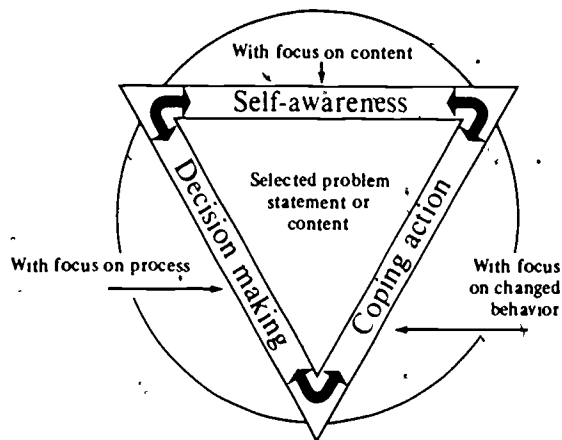 With focus on content
Self-awareness
Selected problem
statement or
content
Decision making
Coping action
With focus on process
With focus
on changed
behavior